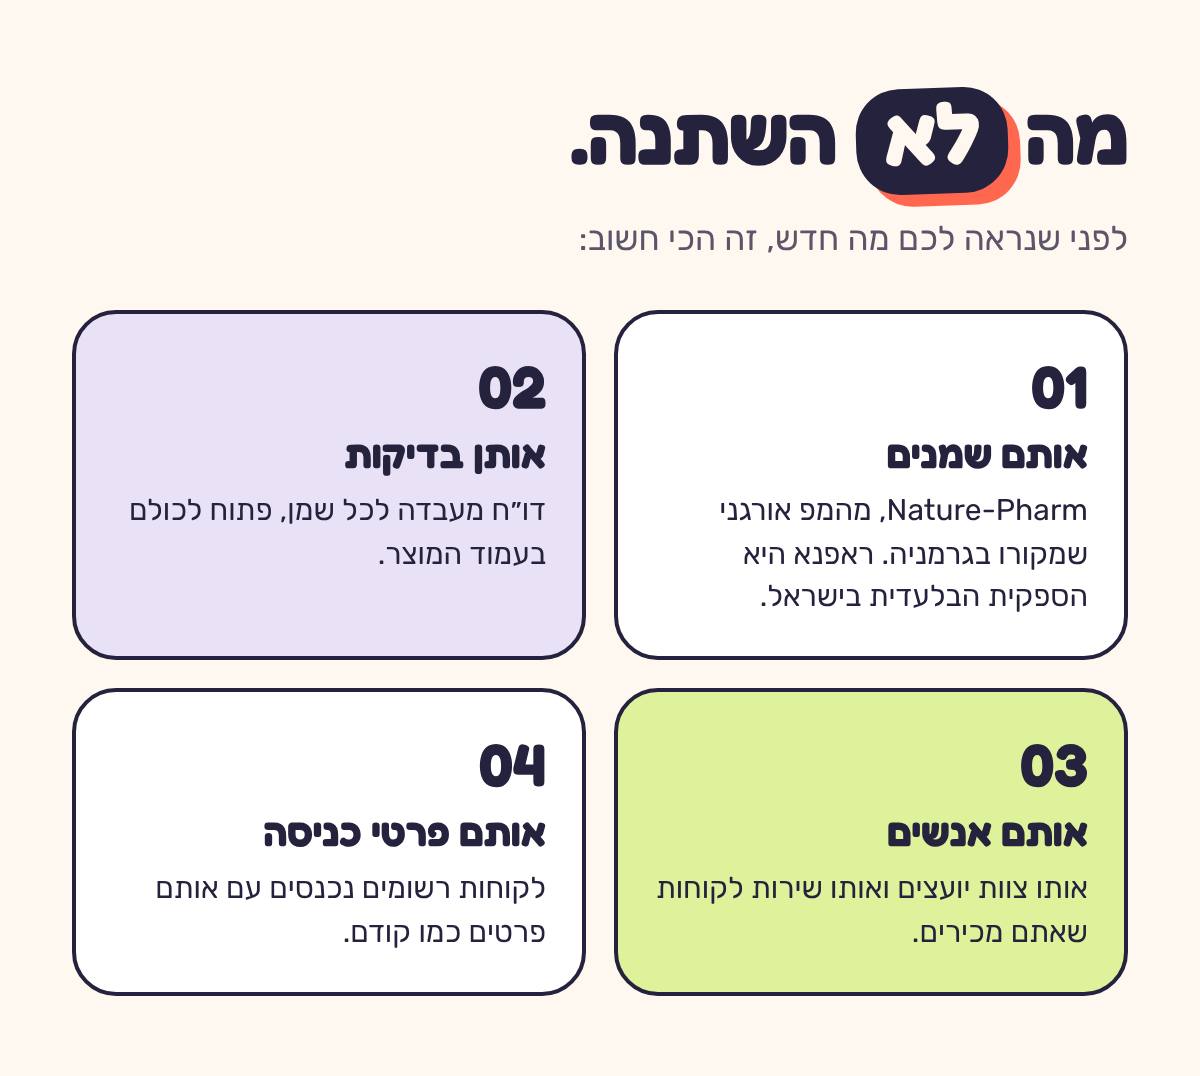 מה לא השתנה.
לפני שנראה לכם מה חדש, זה הכי חשוב:
01
אותם שמנים
Nature-Pharm, מהמפ אורגני
שמקורו בגרמניה. ראפנא היא
הספקית הבלעדית בישראל.
02
אותן בדיקות
דו״ח מעבדה לכל שמן, פתוח לכולם
בעמוד המוצר.
03
אותם אנשים
אותו צוות יועצים ואותו שירות לקוחות
שאתם מכירים.
04
אותם פרטי כניסה
לקוחות רשומים נכנסים עם אותם
פרטים כמו קודם.